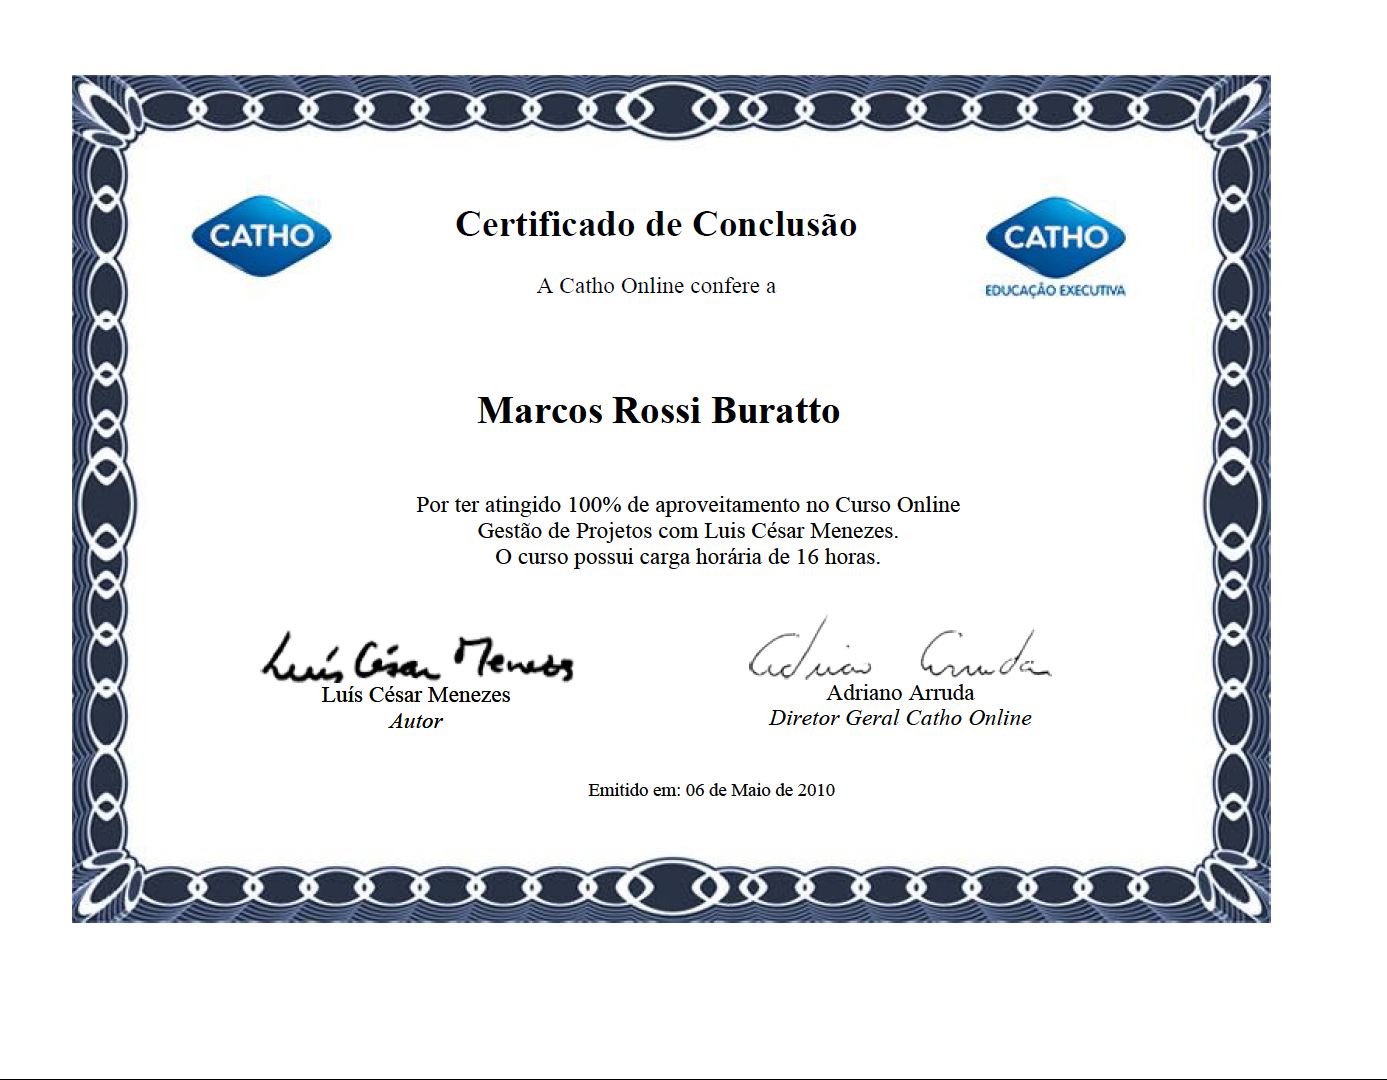 CATHO
Certificado de Conclusão
CATHO
EDUCAÇÃO EXECUTIVA
A Catho Online confere a
Marcos Rossi Buratto
Por ter atingido 100% de aproveitamento no Curso Online
Gestão de Projetos com Luis César Menezes.
O curso possui carga horária de 16 horas.
Luís César Menezes
Adriano Arruda
Luís César Menezes
Autor
Adriano Arruda
Diretor Geral Catho Online
Emitido em: 06 de Maio de 2010